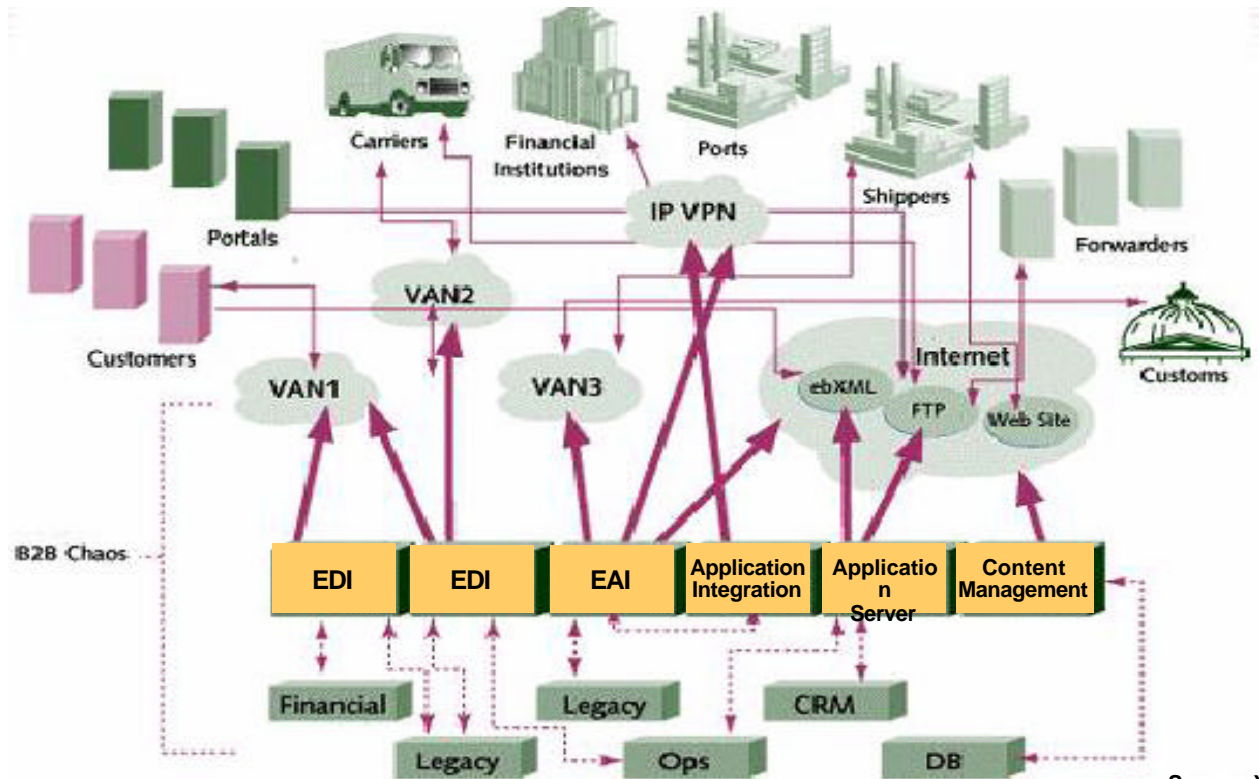 Carriers
Financial
Institutions
Ports
Shippers
IP VPN
Portals
Forwarders
VAN2
Customers
Internet
Customs
VAN1
VAN3
ebXML
FTP
Web Site
B2B Chaos
EDI
EDI
EAI
Application
Integration
Applicatio
n
Server
Content
Management
Financial
Legacy
CRM
Legacy
Ops
DB